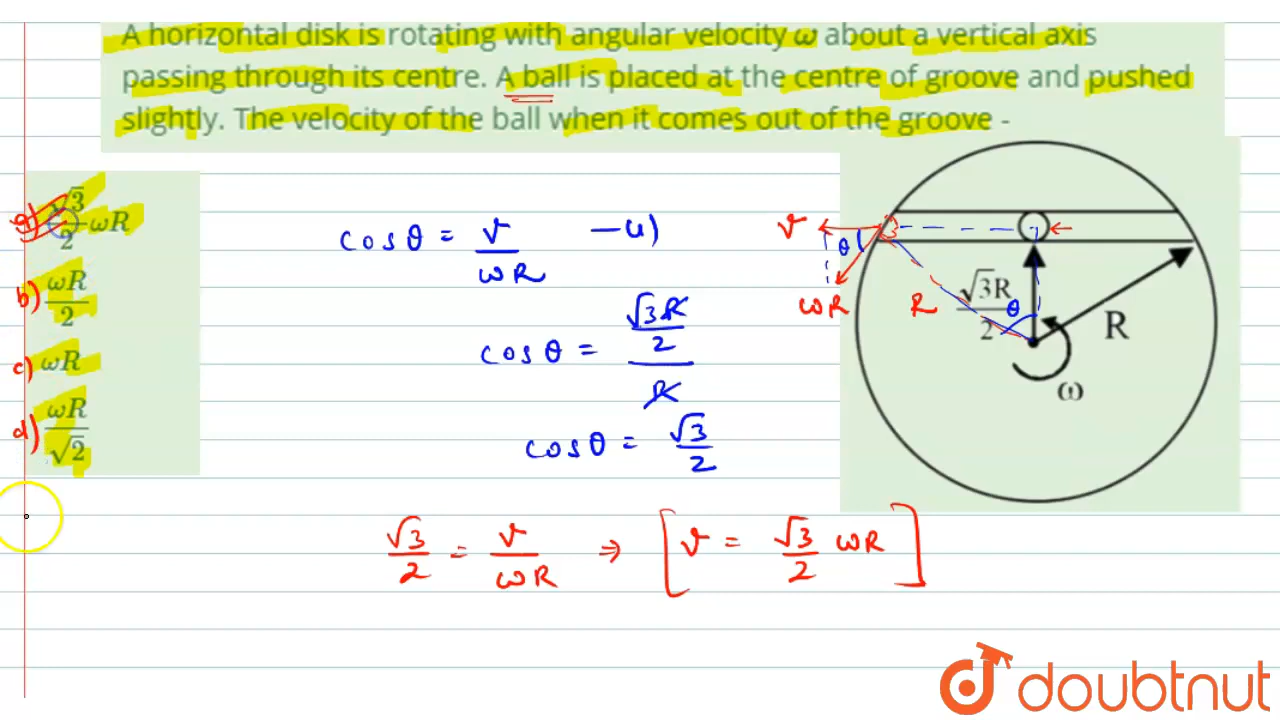 A horizontal disk is rotating with angular velocity ω about a vertical axis
passing through its centre. A ball is placed at the centre of groove and pushed
slightly. The velocity of the ball when it comes out of the groove -
a) √3/2 ωR
b) ωR/2
c) ωR
d) ωR/√2
cosθ = v/ωR —(1)
cosθ = (√3R/2)/R
cosθ = √3/2
√3/2 = v/ωR ⇒ [v = √3/2 ωR]
v
θ
ωR
R
√3R/2
θ
R
ω
doubtnut